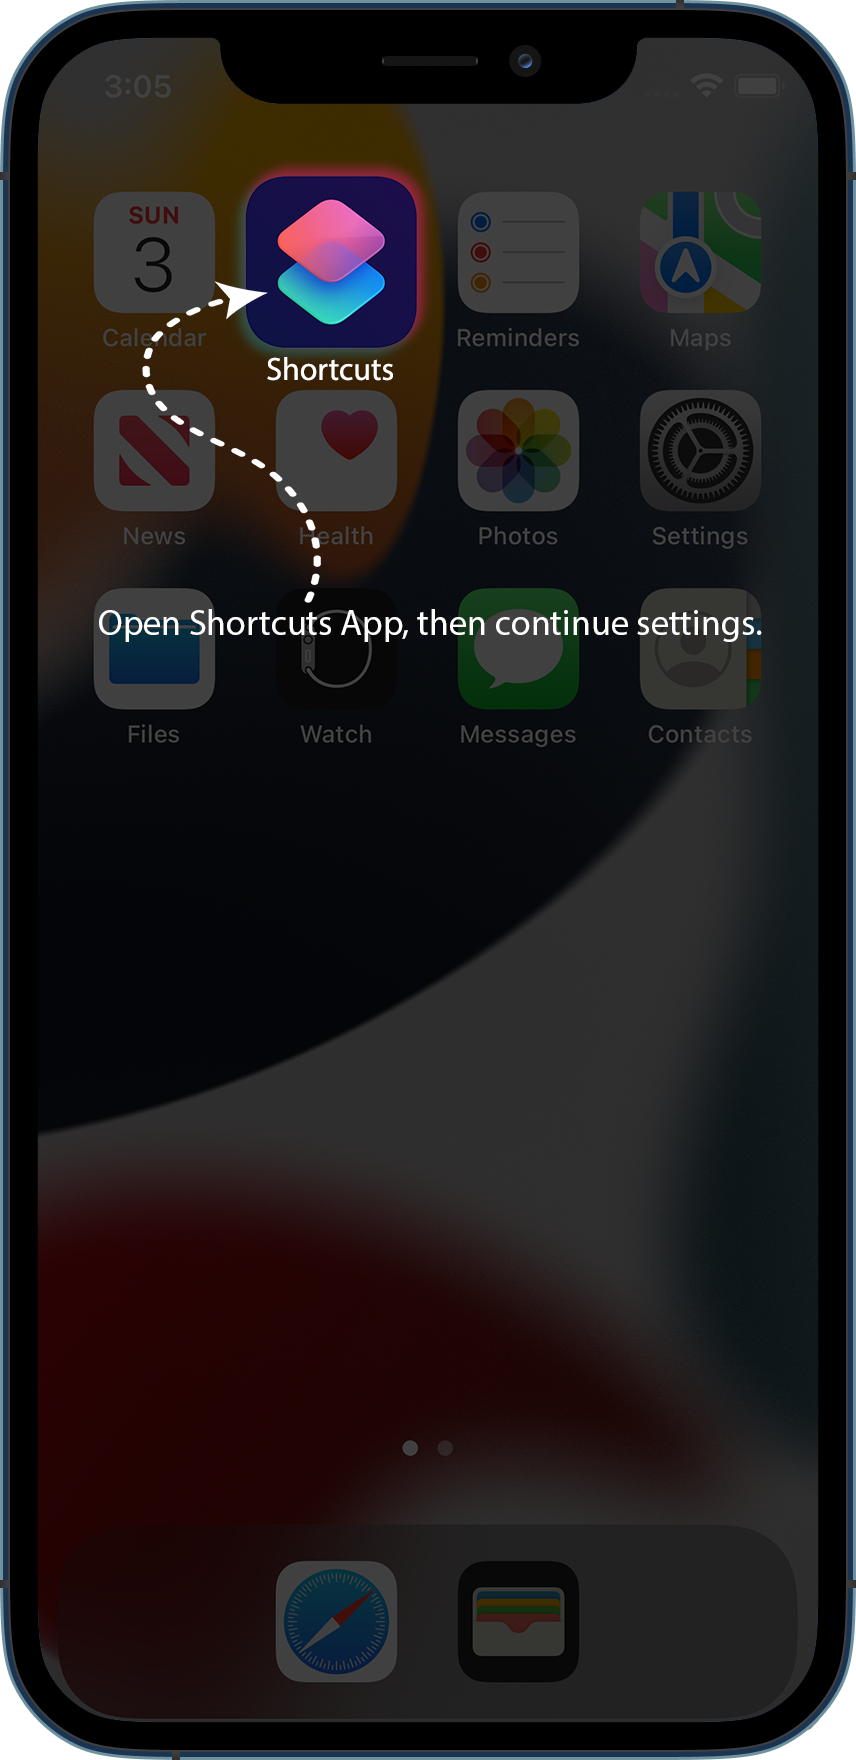 3:05
SUN
3
Calendar
Shortcuts
Reminders
Maps
News
Health
Photos
Settings
Open Shortcuts App, then continue settings.
Files
Watch
Messages
Contacts